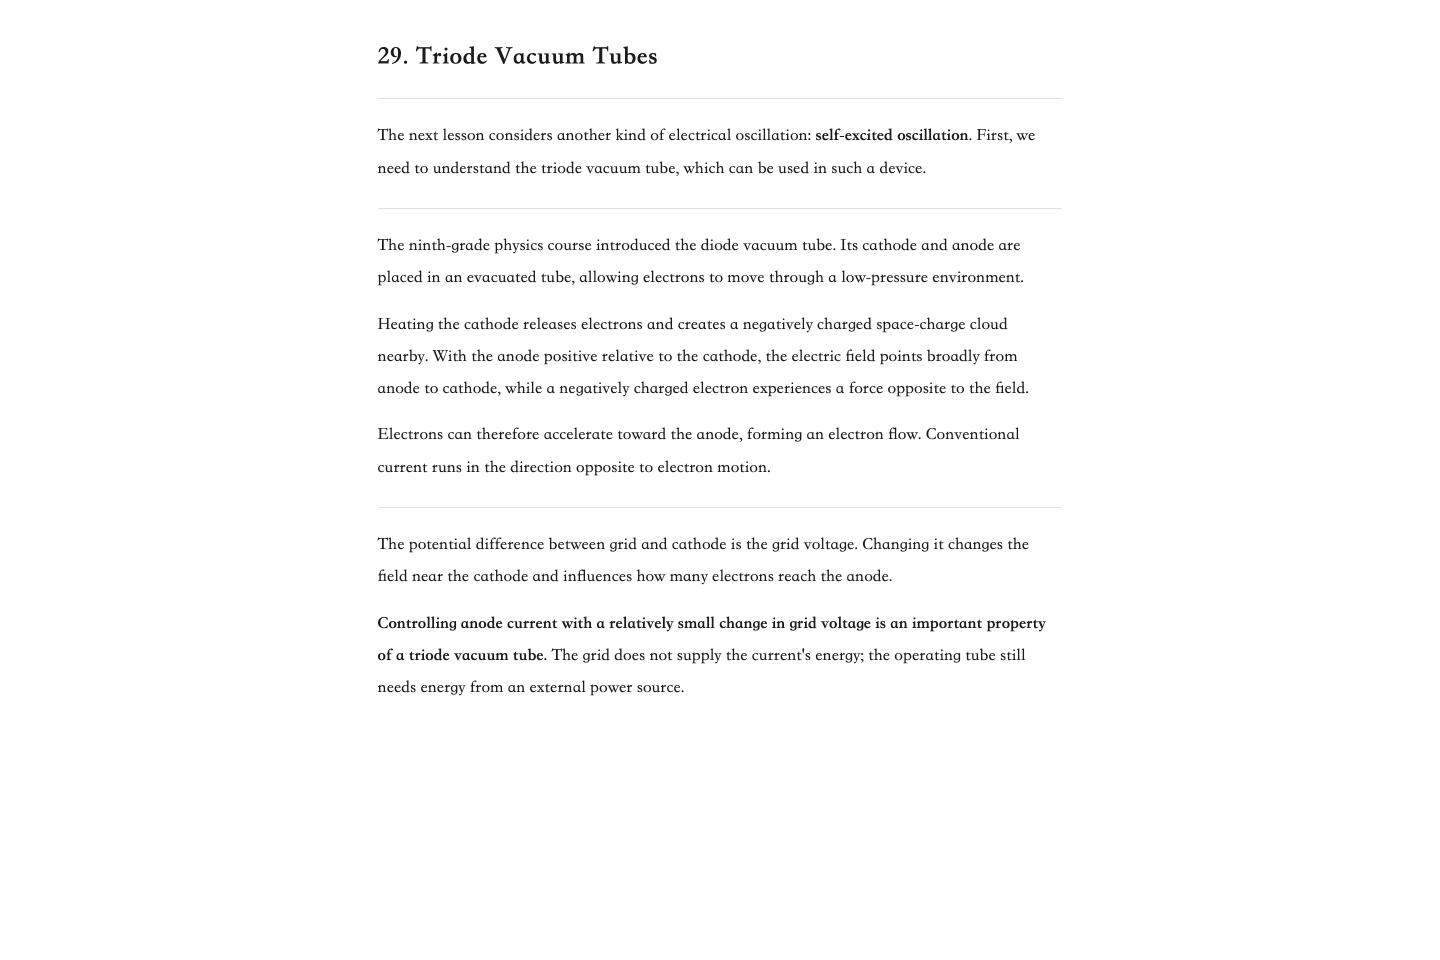 29. Triode Vacuum Tubes
The next lesson considers another kind of electrical oscillation: self-excited oscillation. First, we
need to understand the triode vacuum tube, which can be used in such a device.
The ninth-grade physics course introduced the diode vacuum tube. Its cathode and anode are
placed in an evacuated tube, allowing electrons to move through a low-pressure environment.
Heating the cathode releases electrons and creates a negatively charged space-charge cloud
nearby. With the anode positive relative to the cathode, the electric field points broadly from
anode to cathode, while a negatively charged electron experiences a force opposite to the field.
Electrons can therefore accelerate toward the anode, forming an electron flow. Conventional
current runs in the direction opposite to electron motion.
The potential difference between grid and cathode is the grid voltage. Changing it changes the
field near the cathode and influences how many electrons reach the anode.
Controlling anode current with a relatively small change in grid voltage is an important property
of a triode vacuum tube. The grid does not supply the current's energy; the operating tube still
needs energy from an external power source.